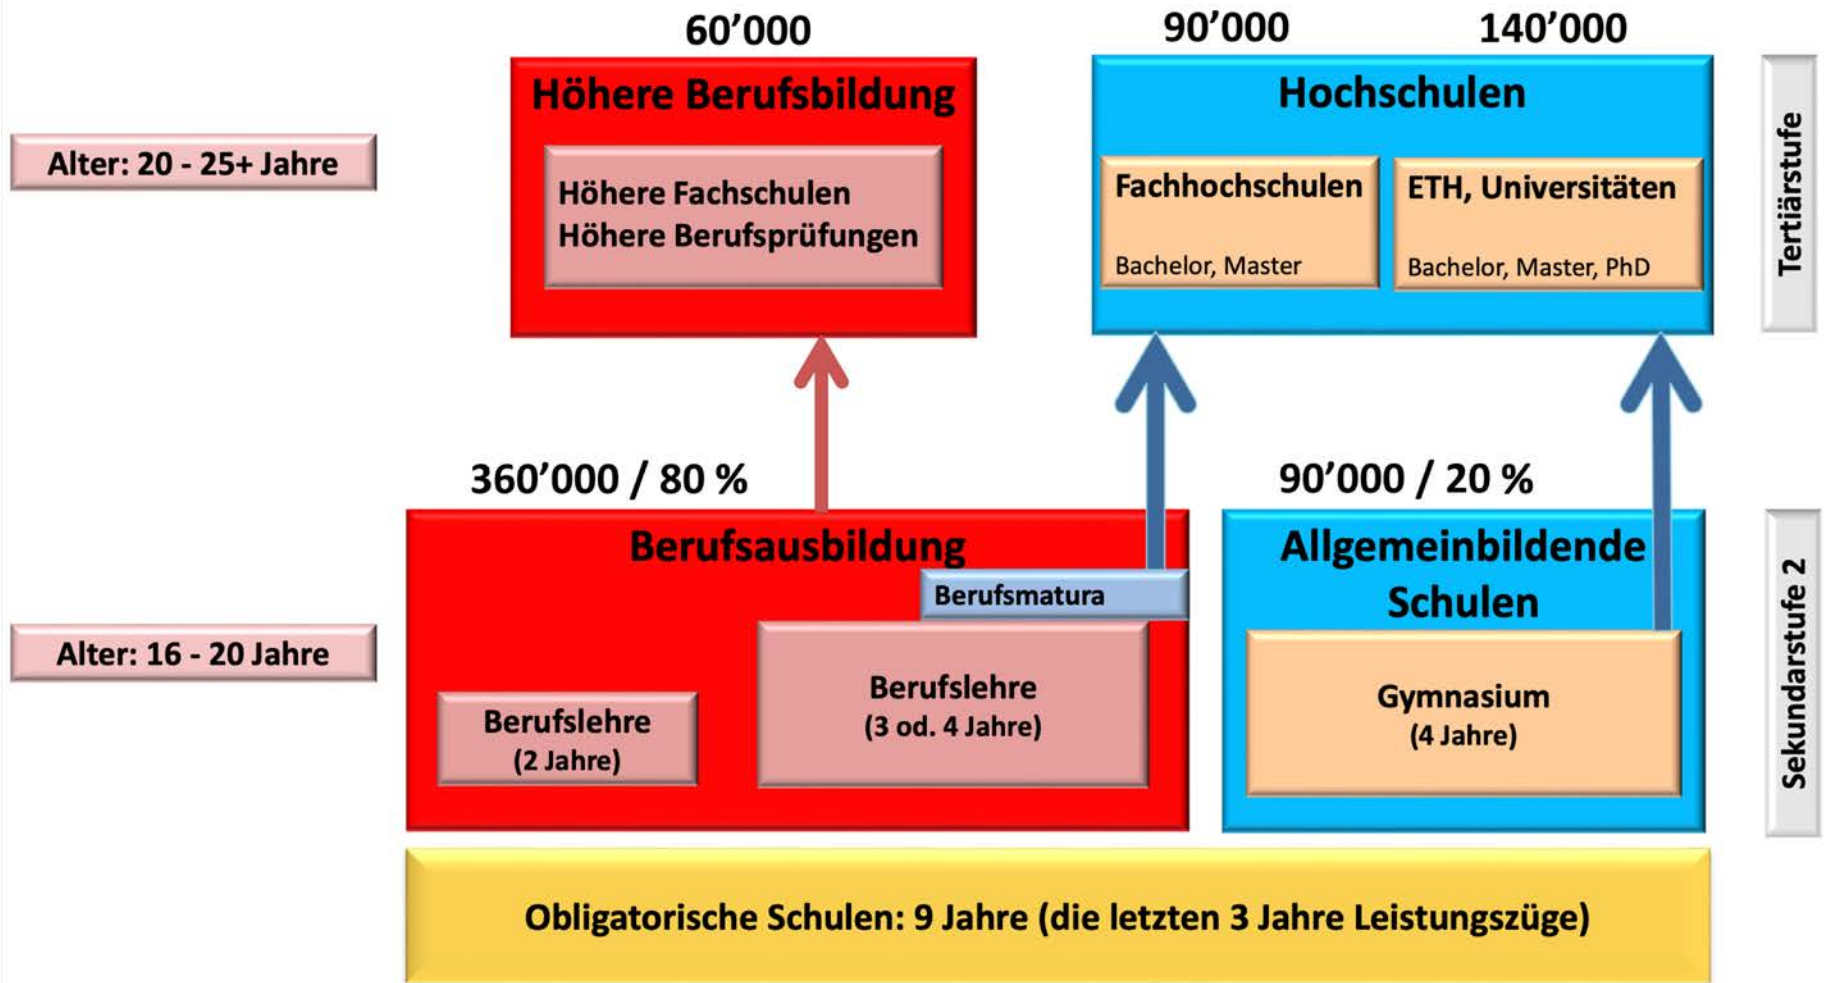 60’000
90’000
140’000
Höhere Berufsbildung
Hochschulen
Alter: 20 - 25+ Jahre
Höhere Fachschulen
Höhere Berufsprüfungen
Fachhochschulen
Bachelor, Master
ETH, Universitäten
Bachelor, Master, PhD
Tertiärstufe
360’000 / 80 %
90’000 / 20 %
Berufsausbildung
Allgemeinbildende
Schulen
Berufsmatura
Alter: 16 - 20 Jahre
Berufslehre
(2 Jahre)
Berufslehre
(3 od. 4 Jahre)
Gymnasium
(4 Jahre)
Sekundarstufe 2
Obligatorische Schulen: 9 Jahre (die letzten 3 Jahre Leistungszüge)